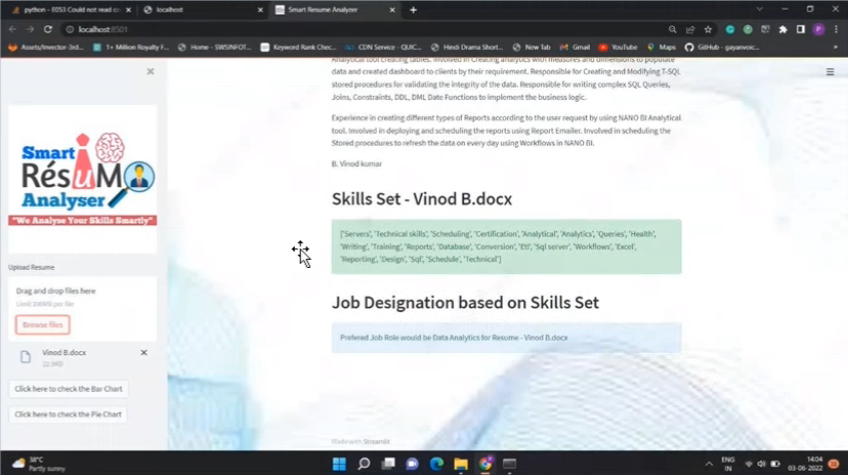 python - E053 Could not read co
localhost
Smart Resume Analyzer
localhost:8501
Assets/Invector-3rd...
1+ Million Royalty F...
Home - SWSINFOT...
Keyword Rank Chec...
CDN Service - QUIC...
Hindi Drama Short...
New Tab
Gmail
YouTube
Maps
GitHub - gayanvoic...
Analytical tool creating tables. Involved in Creating analytics with measures and dimensions to populate
data and created dashboard to clients by their requirement. Responsible for Creating and Modifying T-SQL
stored procedures for validating the integrity of the data. Responsible for writing complex SQL Queries,
Joins, Constraints, DDL, DML Date Functions to implement the business logic.
Experience in creating different types of Reports according to the user request by using NANO BI Analytical
tool. Involved in deploying and scheduling the reports using Report Emailer. Involved in scheduling the
Stored procedures to refresh the data on every day using Workflows in NANO BI.
B. Vinod kumar
Smart
RésuMé
Analyser
"We Analyse Your Skills Smartly"
Upload Resume
Drag and drop files here
Limit 200MB per file
Browse files
Vinod B.docx
Click here to check the Bar Chart
Click here to check the Pie Chart
Skills Set - Vinod B.docx
['Servers', 'Technical skills', 'Scheduling', 'Certification', 'Analytical', 'Analytics', 'Queries', 'Health',
'Writing', 'Training', 'Reports', 'Database', 'Conversion', 'Etl', 'Sql server', 'Workflows', 'Excel',
'Reporting', 'Design', 'Sql', 'Schedule', 'Technical']
Job Designation based on Skills Set
Prefered Job Role would be Data Analytics for Resume - Vinod B.docx
Made with Streamlit
38°C
Partly sunny
ENG
IN
14:04
03-06-2022